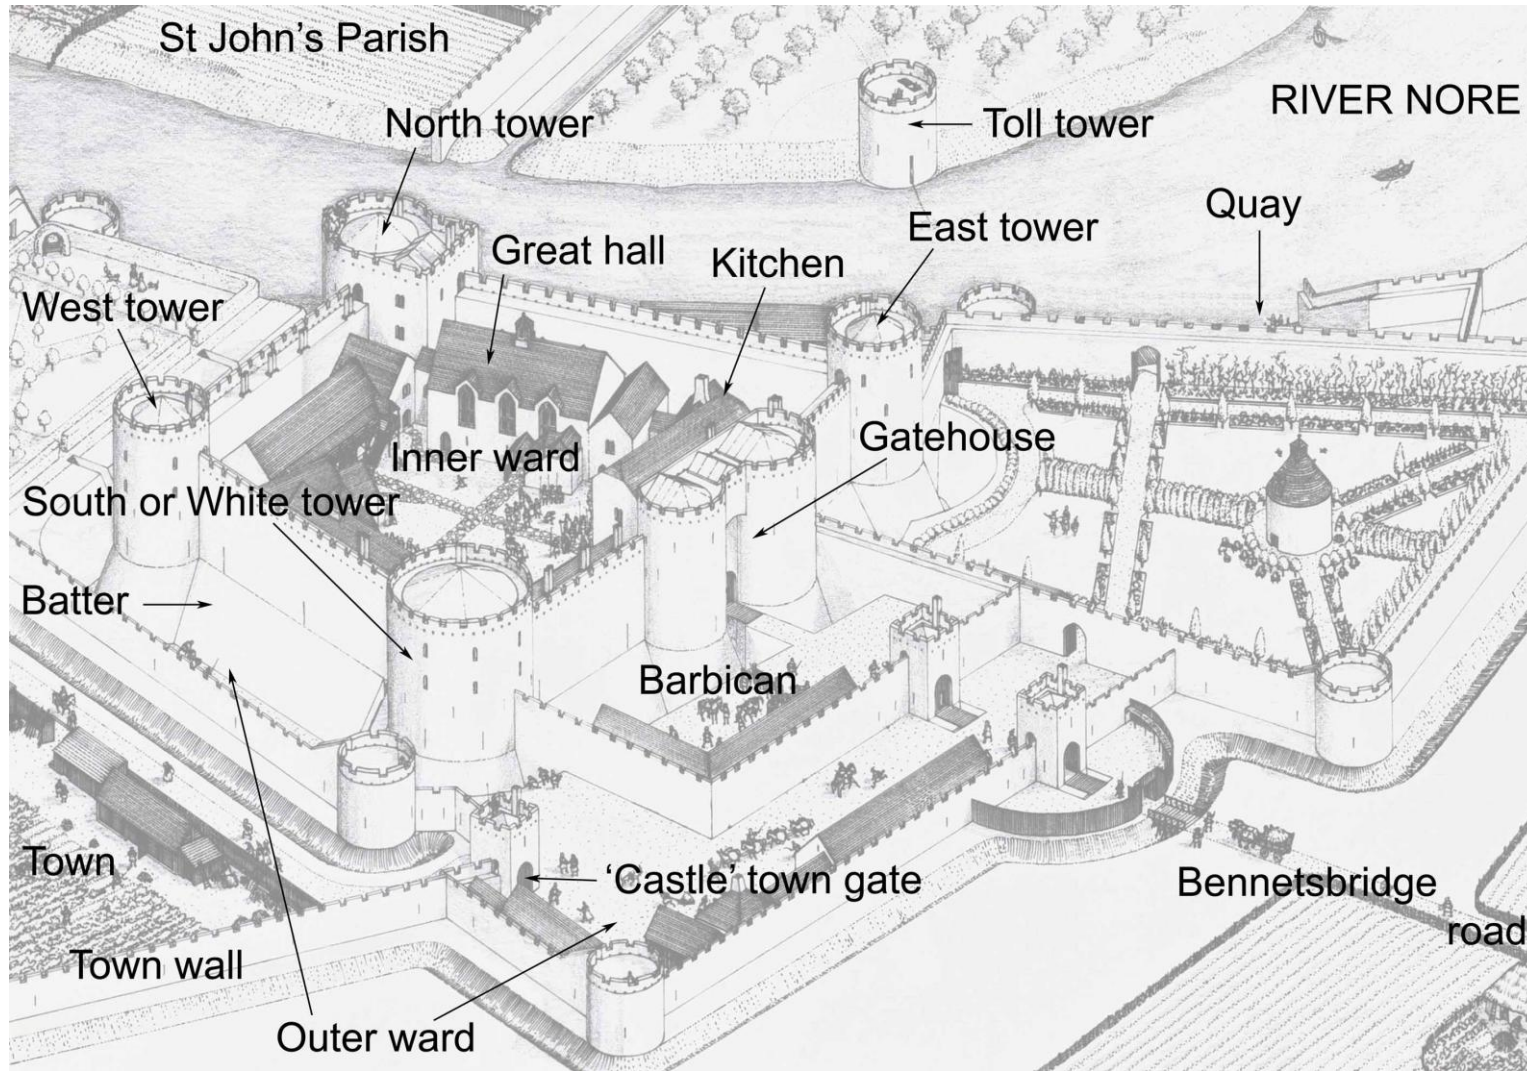 St John’s Parish
RIVER NORE
North tower
Toll tower
Quay
East tower
Great hall
Kitchen
West tower
Gatehouse
Inner ward
South or White tower
Batter
Barbican
Town
‘Castle’ town gate
Bennetsbridge
road
Town wall
Outer ward